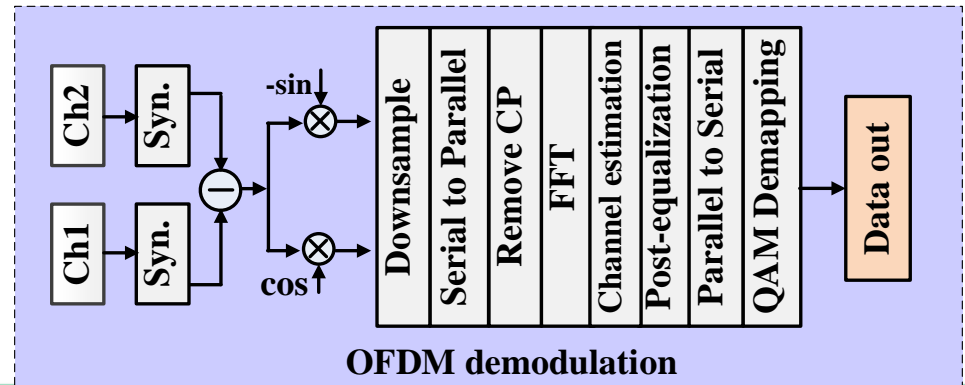 Ch2
Syn.
Ch1
Syn.
-sin
cos
Downsample
Serial to Parallel
Remove CP
FFT
Channel estimation
Post-equalization
Parallel to Serial
QAM Demapping
Data out
OFDM demodulation